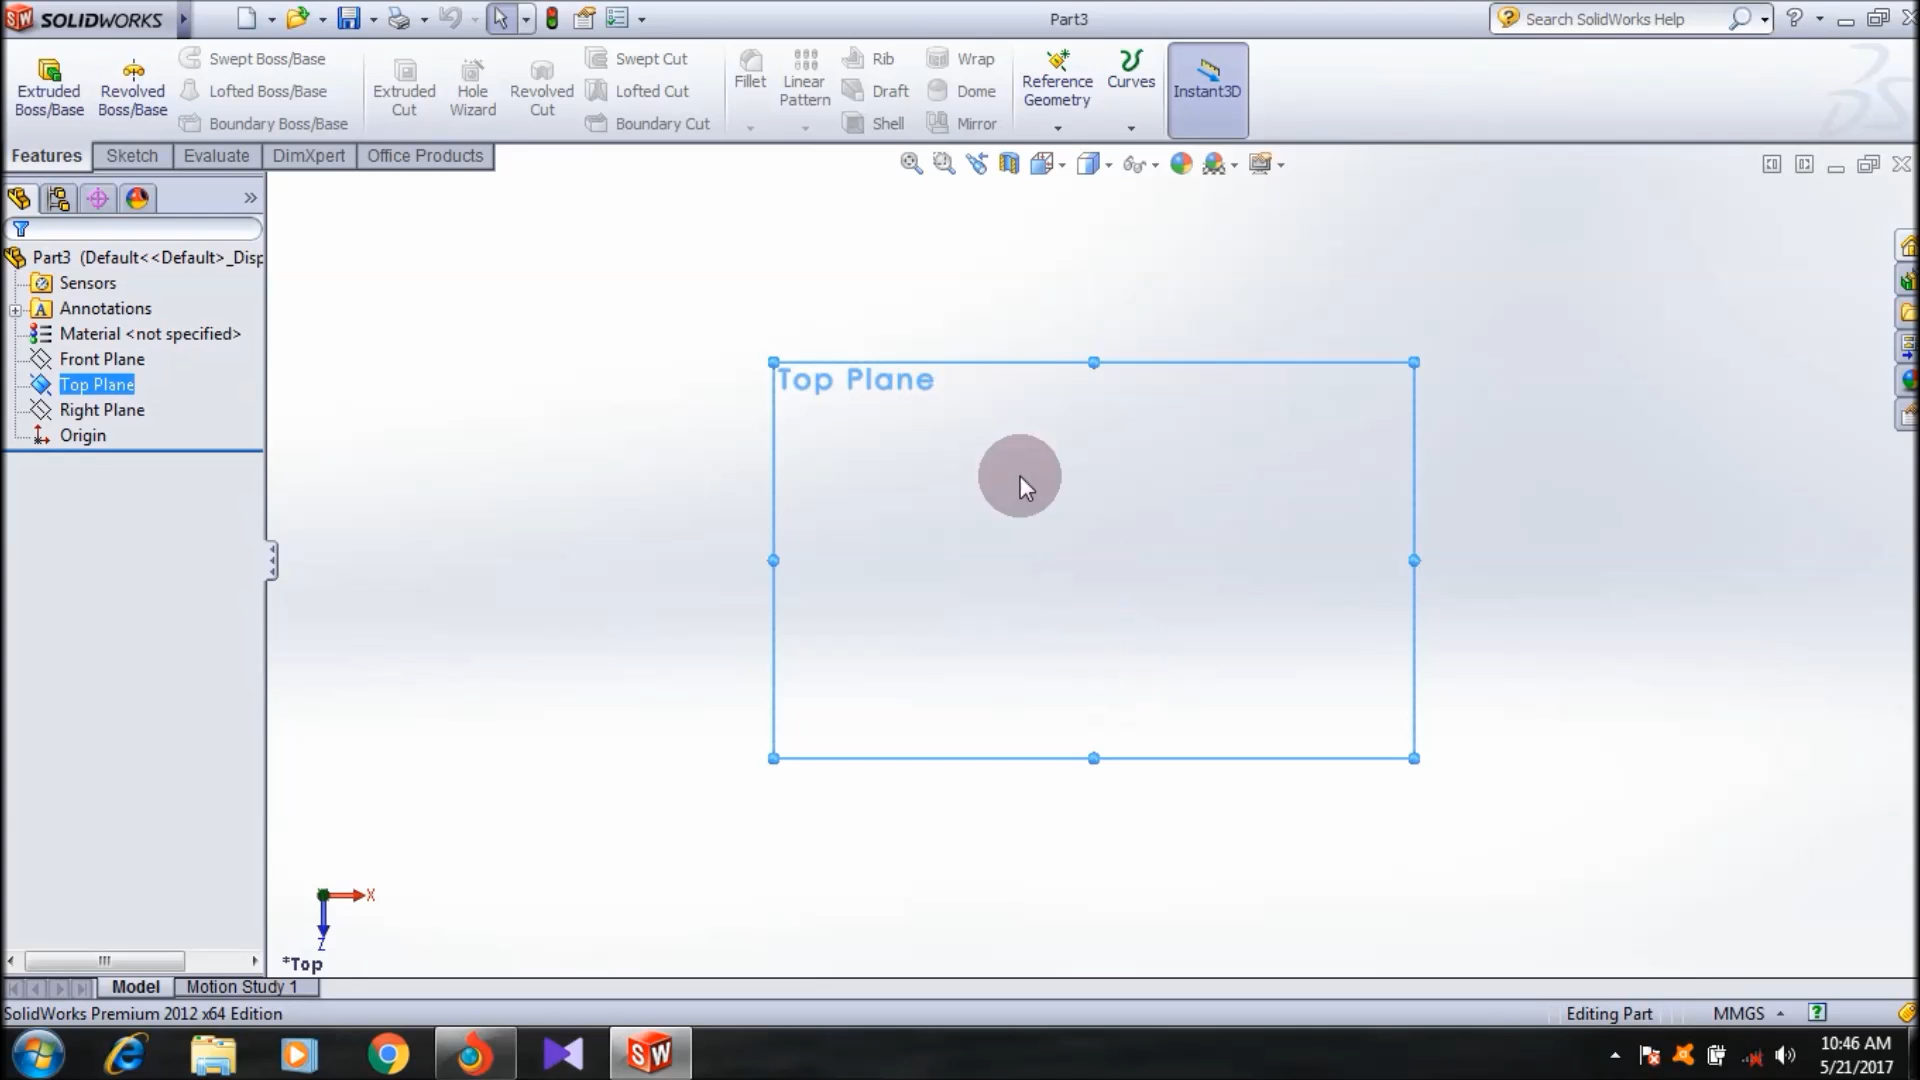 SOLIDWORKS
Part3
Search SolidWorks Help
Extruded Boss/Base
Revolved Boss/Base
Swept Boss/Base
Lofted Boss/Base
Boundary Boss/Base
Extruded Cut
Hole Wizard
Revolved Cut
Swept Cut
Lofted Cut
Boundary Cut
Fillet
Linear Pattern
Rib
Draft
Shell
Wrap
Dome
Mirror
Reference Geometry
Curves
Instant3D
Features
Sketch
Evaluate
DimXpert
Office Products
Part3 (Default<<Default>_Disp
Sensors
Annotations
Material <not specified>
Front Plane
Top Plane
Right Plane
Origin
Top Plane
X
Z
*Top
Model
Motion Study 1
SolidWorks Premium 2012 x64 Edition
Editing Part
MMGS
10:46 AM
5/21/2017